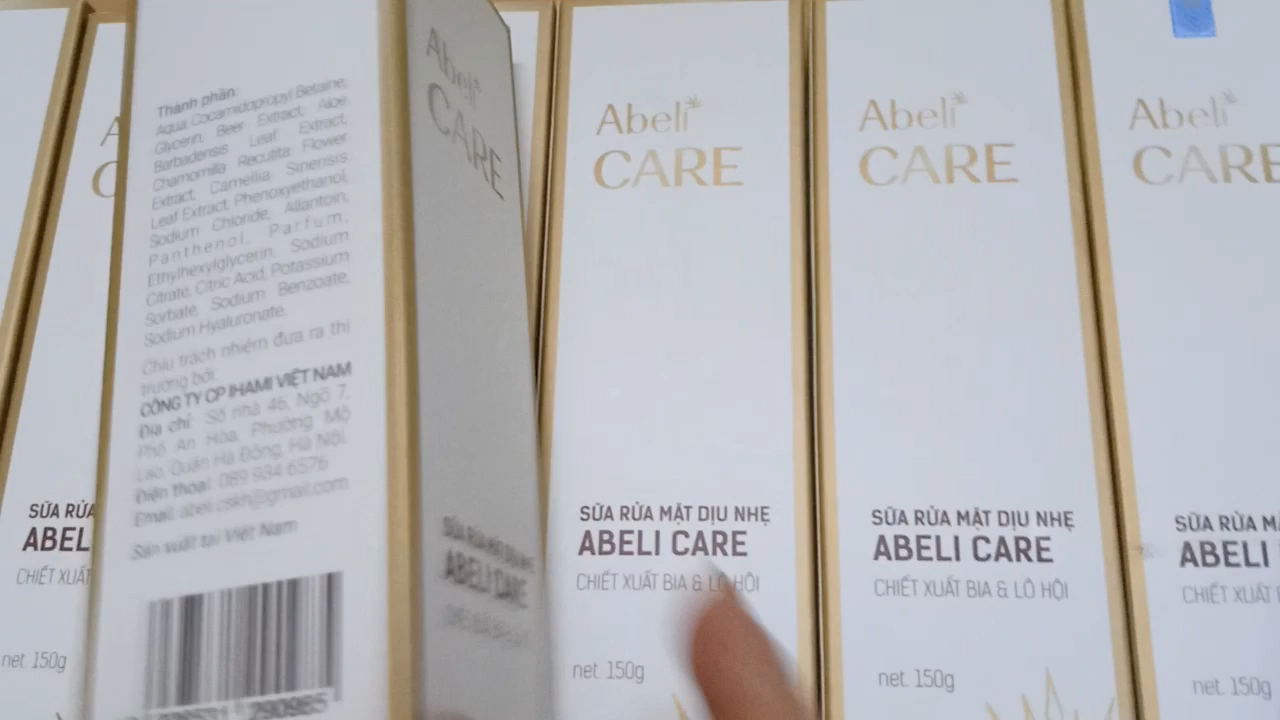 Thành phần:
Aqua, Cocamidopropyl Betaine,
Glycerin, Beer Extract, Aloe
Barbadensis Leaf Extract,
Chamomilla Recutita Flower
Extract, Camellia Sinensis
Leaf Extract, Phenoxyethanol,
Sodium Chloride, Allantoin,
Panthenol, Parfum,
Ethylhexylglycerin, Sodium
Citrate, Citric Acid, Potassium
Sorbate, Sodium Benzoate,
Sodium Hyaluronate.
Chịu trách nhiệm đưa ra thị
trường bởi
CÔNG TY CP IHAMI VIỆT NAM
Địa chỉ: Số nhà 46, Ngõ 7,
Phố An Hòa, Phường Mộ
Lao, Quận Hà Đông, Hà Nội.
Điện thoại: 089 934 6576
Email: abeli.cskh@gmail.com
Sản xuất tại Việt Nam
Abeli
CARE
SỮA RỬA MẶT DỊU NHẸ
ABELI CARE
Abeli
CARE
SỮA RỬA MẶT DỊU NHẸ
ABELI CARE
CHIẾT XUẤT BIA & LÔ HỘI
net. 150g
Abeli
CARE
SỮA RỬA MẶT DỊU NHẸ
ABELI CARE
CHIẾT XUẤT BIA & LÔ HỘI
net. 150g
Abeli
CARE
SỮA RỬA
ABELI
CHIẾT XUẤT
net. 150g
SỮA RỬA
ABEL
CHIẾT XUẤT
net. 150g